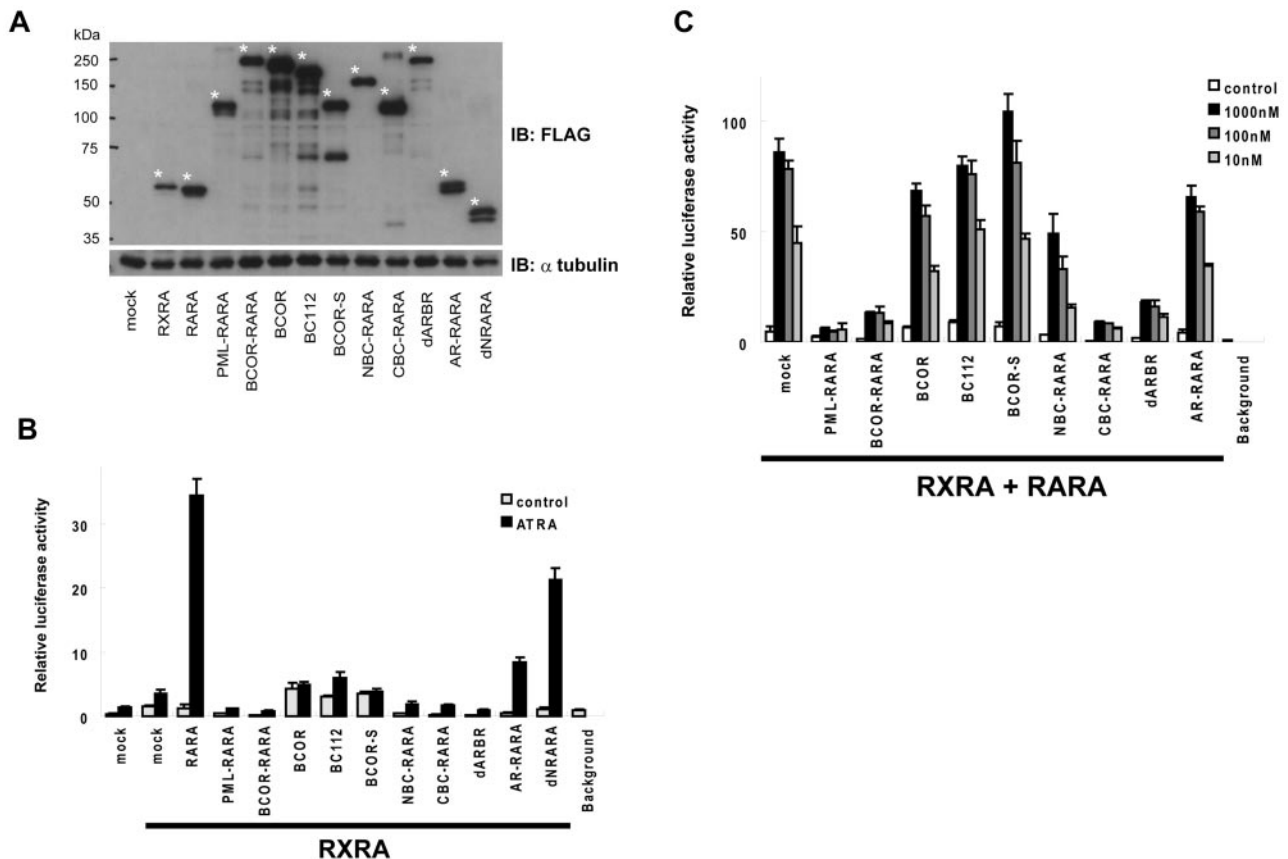 A
kDa
250
150
100
75
50
35
IB: FLAG
IB: α tubulin
mock
RXRA
RARA
PML-RARA
BCOR-RARA
BCOR
BC112
BCOR-S
NBC-RARA
CBC-RARA
dARBR
AR-RARA
dNRARA
B
Relative luciferase activity
30
20
10
0
control
ATRA
mock
mock
RARA
PML-RARA
BCOR-RARA
BCOR
BC112
BCOR-S
NBC-RARA
CBC-RARA
dARBR
AR-RARA
dNRARA
Background
RXRA
C
Relative luciferase activity
100
50
0
control
1000nM
100nM
10nM
mock
PML-RARA
BCOR-RARA
BCOR
BC112
BCOR-S
NBC-RARA
CBC-RARA
dARBR
AR-RARA
Background
RXRA + RARA